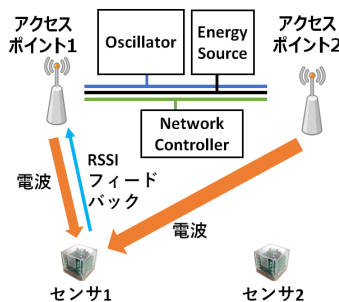 アクセス
ポイント1
Oscillator
Energy
Source
アクセス
ポイント2
Network
Controller
RSSI
フィード
バック
電波
電波
センサ1
センサ2